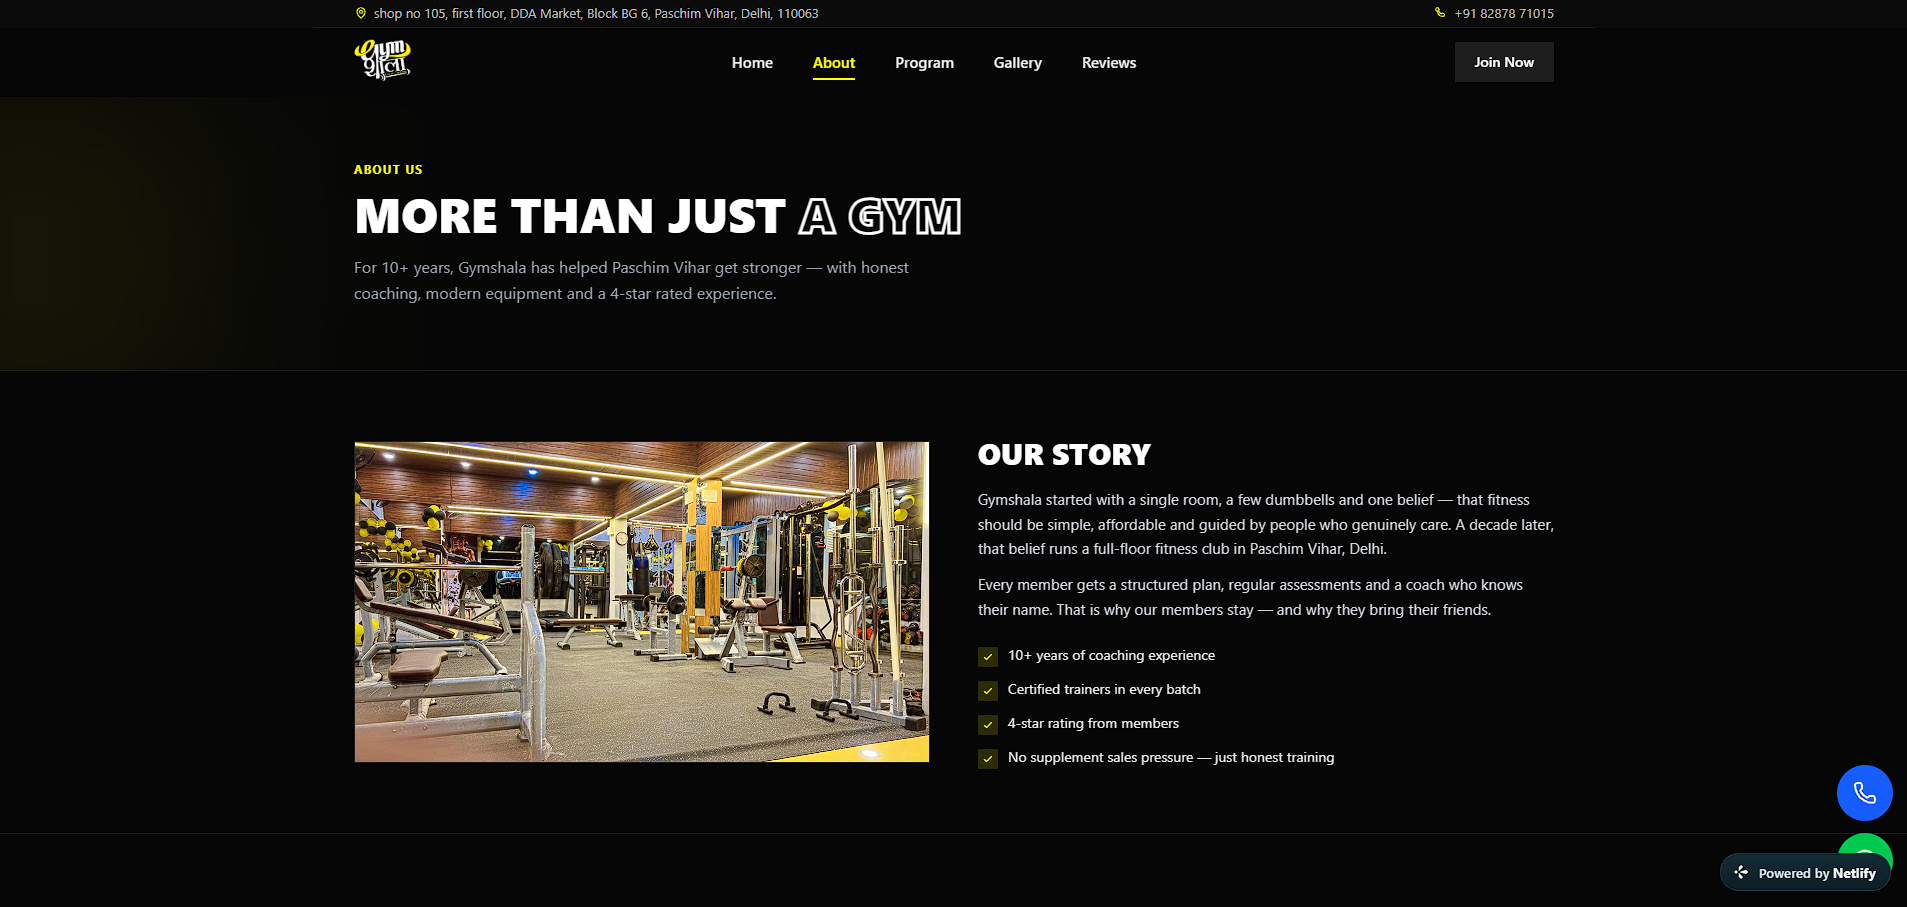 shop no 105, first floor, DDA Market, Block BG 6, Paschim Vihar, Delhi, 110063
+91 82878 71015
Gym
शाला
Home
About
Program
Gallery
Reviews
Join Now
ABOUT US
MORE THAN JUST A GYM
For 10+ years, Gymshala has helped Paschim Vihar get stronger — with honest
coaching, modern equipment and a 4-star rated experience.
OUR STORY
Gymshala started with a single room, a few dumbbells and one belief — that fitness
should be simple, affordable and guided by people who genuinely care. A decade later,
that belief runs a full-floor fitness club in Paschim Vihar, Delhi.
Every member gets a structured plan, regular assessments and a coach who knows
their name. That is why our members stay — and why they bring their friends.
10+ years of coaching experience
Certified trainers in every batch
4-star rating from members
No supplement sales pressure — just honest training
Powered by Netlify